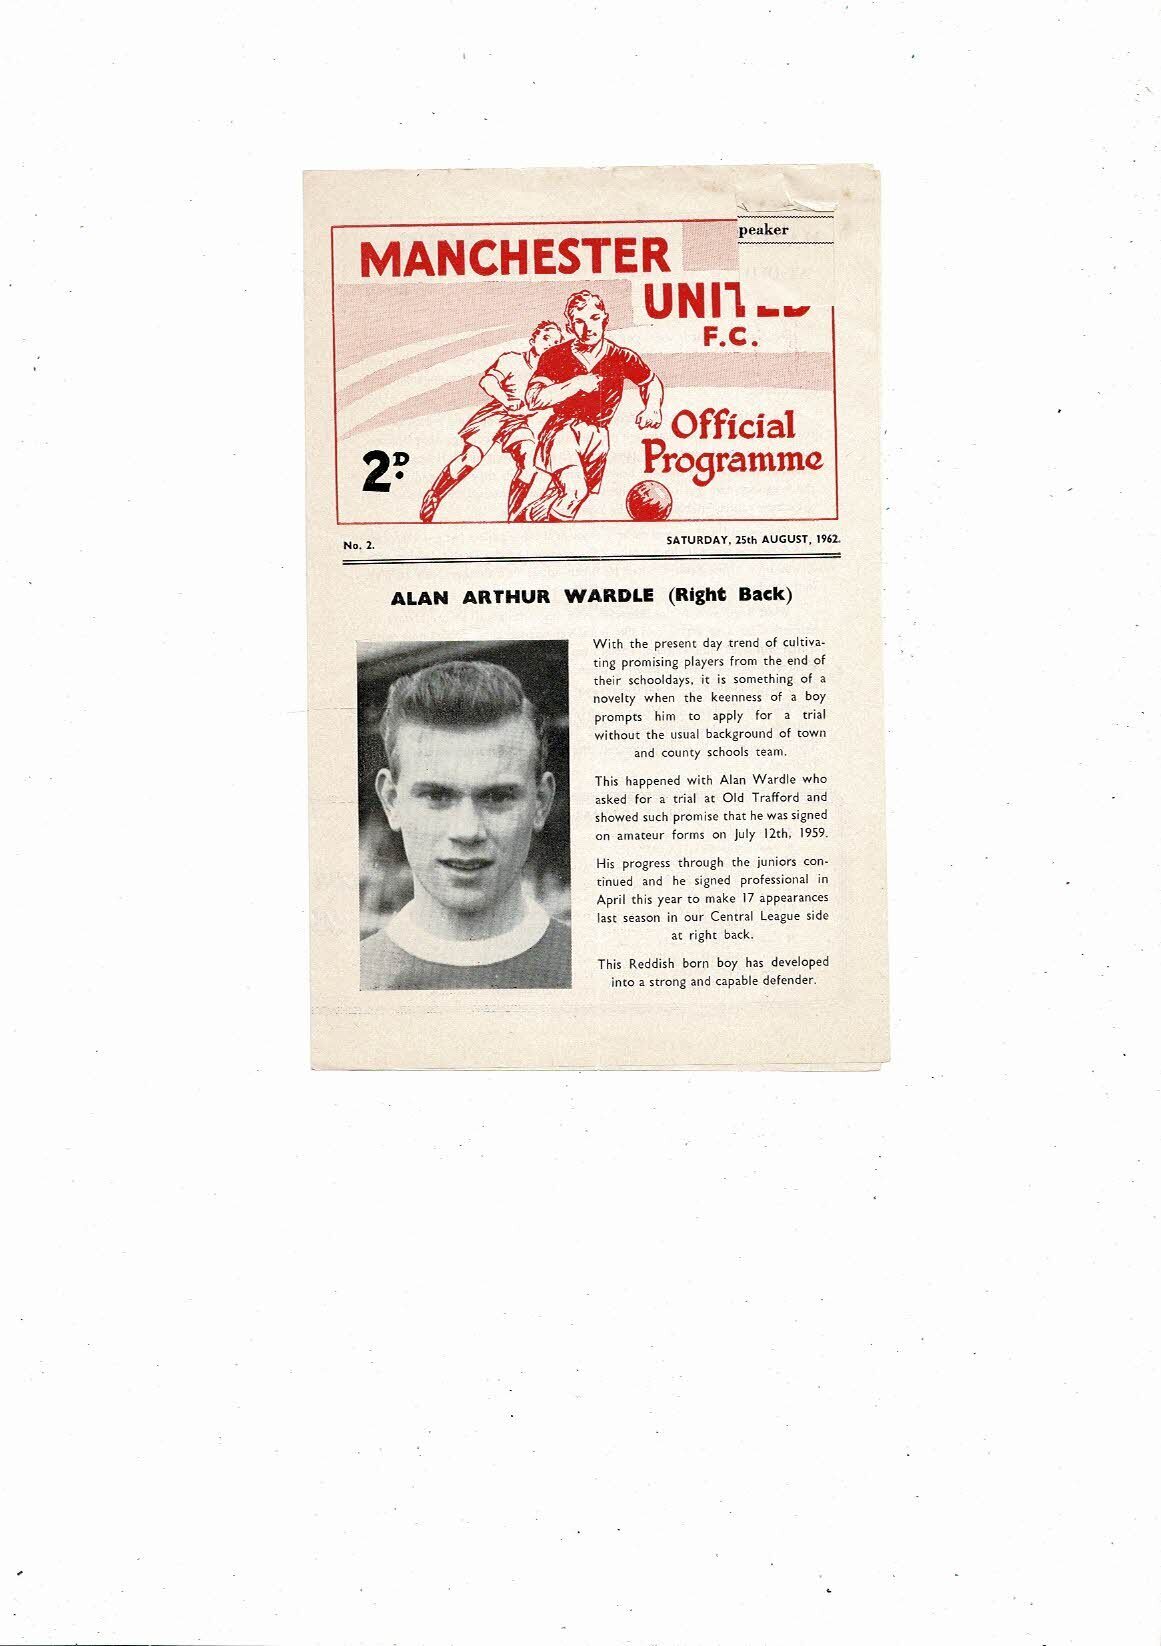 peaker
MANCHESTER
UNITED
F.C.
Official
Programme
2D.
No. 2.
SATURDAY, 25th AUGUST, 1962.
ALAN ARTHUR WARDLE (Right Back)
With the present day trend of cultiva-
ting promising players from the end of
their schooldays, it is something of a
novelty when the keenness of a boy
prompts him to apply for a trial
without the usual background of town
and county schools team.
This happened with Alan Wardle who
asked for a trial at Old Trafford and
showed such promise that he was signed
on amateur forms on July 12th, 1959.
His progress through the juniors con-
tinued and he signed professional in
April this year to make 17 appearances
last season in our Central League side
at right back.
This Reddish born boy has developed
into a strong and capable defender.